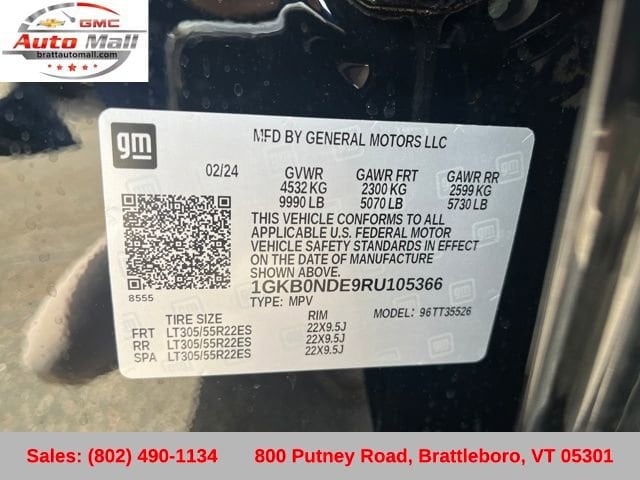 GMC
Auto Mall
brattautomall.com
gm
MFD BY GENERAL MOTORS LLC
02/24 GVWR GAWR FRT GAWR RR
4532 KG 2300 KG 2599 KG
9990 LB 5070 LB 5730 LB
THIS VEHICLE CONFORMS TO ALL
APPLICABLE U.S. FEDERAL MOTOR
VEHICLE SAFETY STANDARDS IN EFFECT
ON THE DATE OF MANUFACTURE
SHOWN ABOVE.
8555
1GKB0NDE9RU105366
TYPE: MPV MODEL: 96TT35526
TIRE SIZE RIM
FRT LT305/55R22ES 22X9.5J
RR LT305/55R22ES 22X9.5J
SPA LT305/55R22ES 22X9.5J
Sales: (802) 490-1134 800 Putney Road, Brattleboro, VT 05301